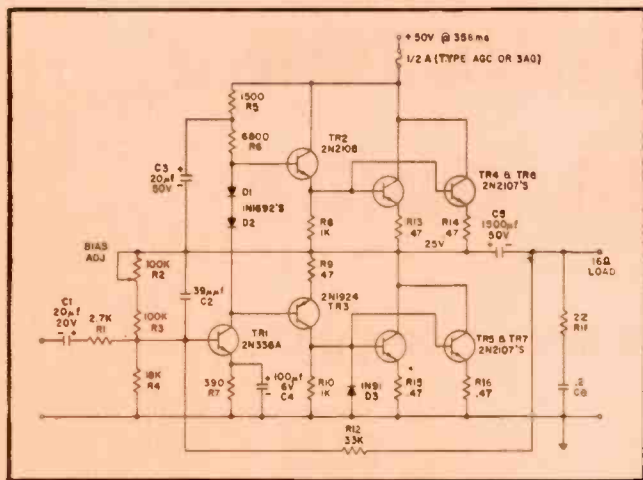 + 50V @ 356ma
1/2 A (TYPE AGC OR 3AG)
1500
R5
6800
R6
TR2
2N2108
C3
20µf
50V
TR4 & TR6
2N2107'S
D1
1N1692'S
D2
R8
1K
R13
.47
R14
.47
C5
1500µf
50V
25V
BIAS
ADJ
100K
R2
39µµf
C2
R9
47
16Ω
LOAD
2N1924
TR3
C1
20µf
20V
2.7K
R1
100K
R3
TR1
2N336A
TR5 & TR7
2N2107'S
22
18K
R4
390
R7
100µf
6V
C4
R10
1K
1N91
D3
R15
.47
R16
.47
.2
R12
33K